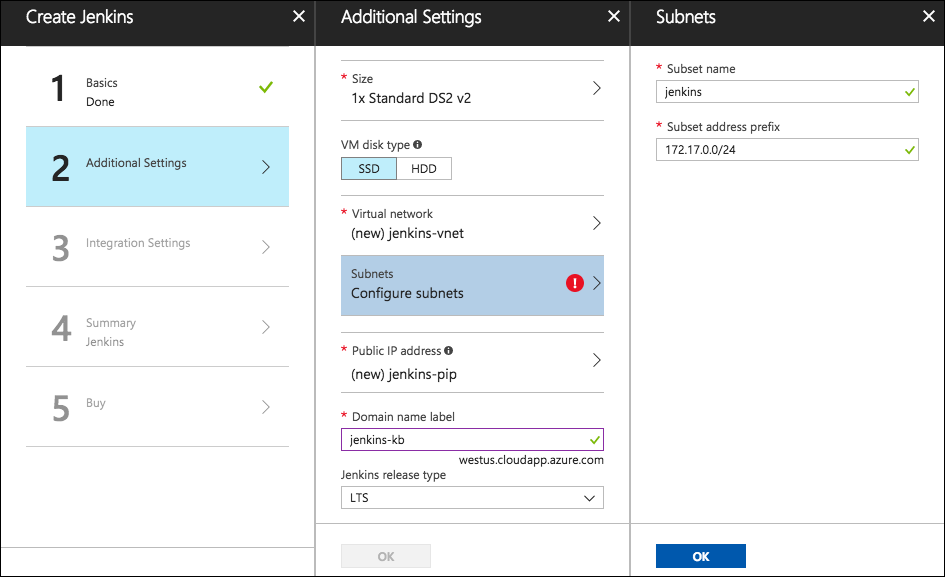 Create Jenkins
1
Basics
Done
2
Additional Settings
3
Integration Settings
4
Summary
Jenkins
5
Buy
Additional Settings
* Size
1x Standard DS2 v2
VM disk type
SSD HDD
* Virtual network
(new) jenkins-vnet
Subnets
Configure subnets
!
* Public IP address
(new) jenkins-pip
* Domain name label
jenkins-kb
westus.cloudapp.azure.com
Jenkins release type
LTS
OK
Subnets
* Subset name
jenkins
* Subset address prefix
172.17.0.0/24
OK